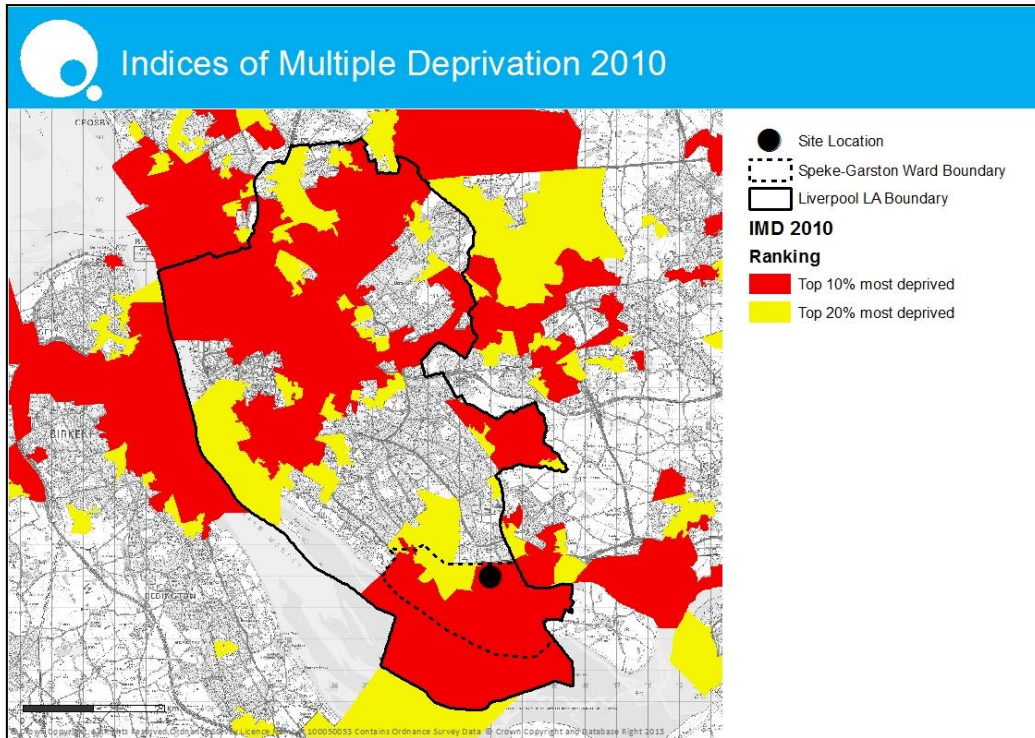 Indices of Multiple Deprivation 2010
CROSBY
Site Location
Speke-Garston Ward Boundary
Liverpool LA Boundary
IMD 2010
Ranking
Top 10% most deprived
Top 20% most deprived
BEBINGTON
Licence Number 100050053 Contains Ordnance Survey Data © Crown Copyright and Database Right 2013